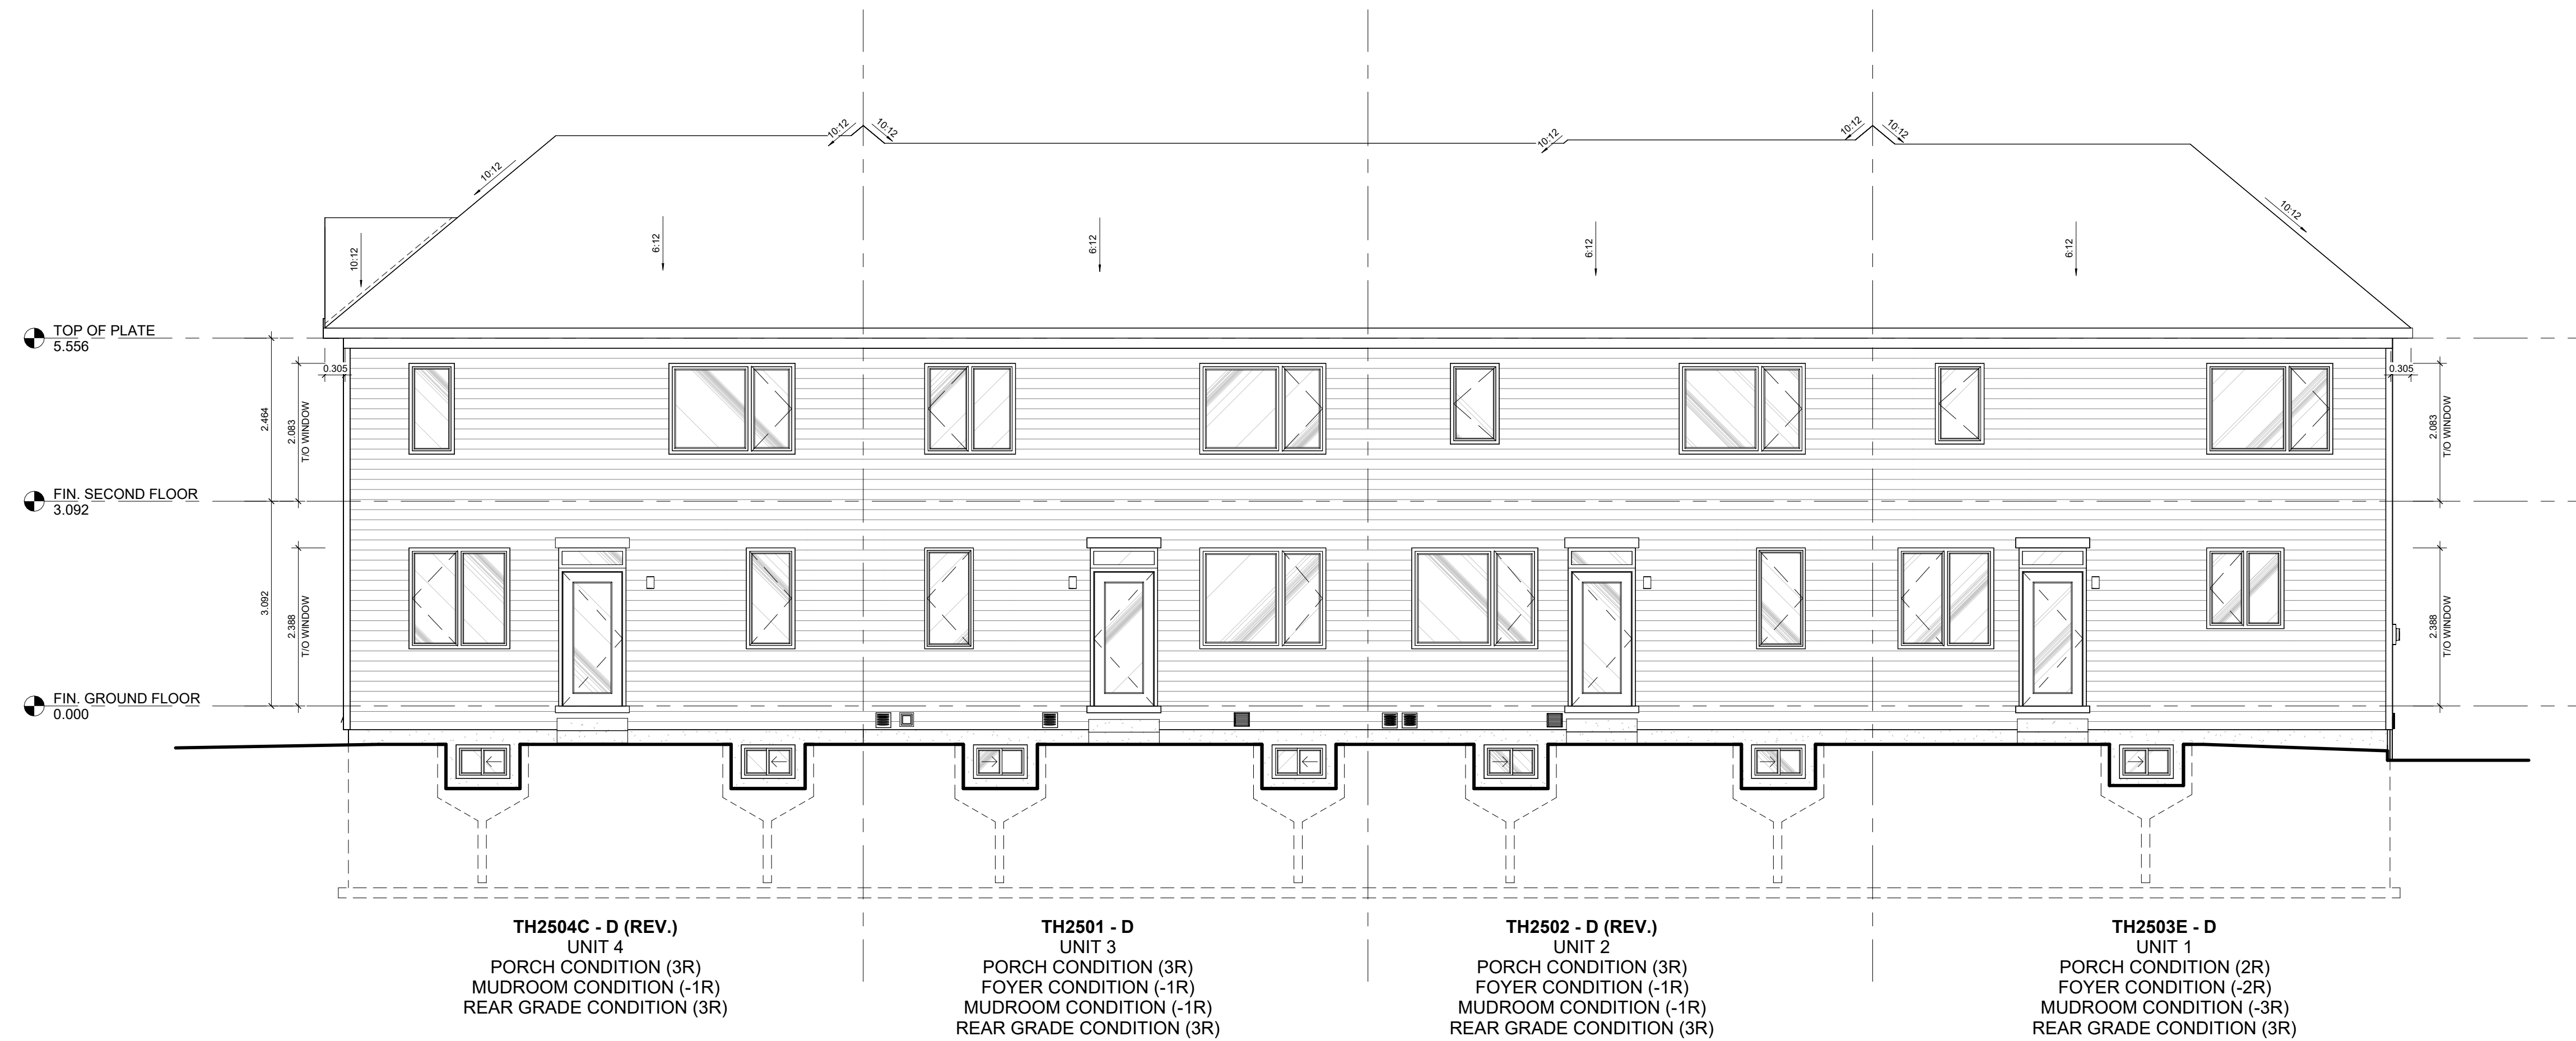 10:12
10:12
10:12
10:12
10:12
10:12
10:12
10:12
10:12
6:12
6:12
6:12
6:12
TOP OF PLATE
5.556
0.305
0.305
2.464
2.083
T/O WINDOW
2.083
T/O WINDOW
FIN. SECOND FLOOR
3.092
3.092
2.388
T/O WINDOW
2.388
T/O WINDOW
FIN. GROUND FLOOR
0.000
TH2504C - D (REV.)
UNIT 4
PORCH CONDITION (3R)
MUDROOM CONDITION (-1R)
REAR GRADE CONDITION (3R)
TH2501 - D
UNIT 3
PORCH CONDITION (3R)
FOYER CONDITION (-1R)
MUDROOM CONDITION (-1R)
REAR GRADE CONDITION (3R)
TH2502 - D (REV.)
UNIT 2
PORCH CONDITION (3R)
FOYER CONDITION (-1R)
MUDROOM CONDITION (-1R)
REAR GRADE CONDITION (3R)
TH2503E - D
UNIT 1
PORCH CONDITION (2R)
FOYER CONDITION (-2R)
MUDROOM CONDITION (-3R)
REAR GRADE CONDITION (3R)